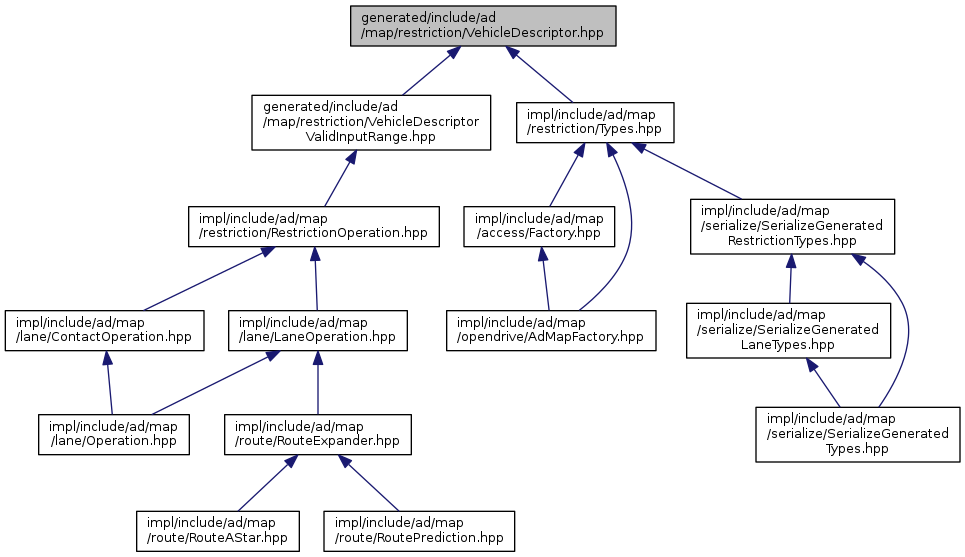 generated/include/ad
/map/restriction/VehicleDescriptor.hpp
generated/include/ad
/map/restriction/VehicleDescriptor
ValidInputRange.hpp
impl/include/ad/map
/restriction/Types.hpp
impl/include/ad/map
/restriction/RestrictionOperation.hpp
impl/include/ad/map
/access/Factory.hpp
impl/include/ad/map
/serialize/SerializeGenerated
RestrictionTypes.hpp
impl/include/ad/map
/lane/ContactOperation.hpp
impl/include/ad/map
/lane/LaneOperation.hpp
impl/include/ad/map
/opendrive/AdMapFactory.hpp
impl/include/ad/map
/serialize/SerializeGenerated
LaneTypes.hpp
impl/include/ad/map
/lane/Operation.hpp
impl/include/ad/map
/route/RouteExpander.hpp
impl/include/ad/map
/serialize/SerializeGenerated
Types.hpp
impl/include/ad/map
/route/RouteAStar.hpp
impl/include/ad/map
/route/RoutePrediction.hpp